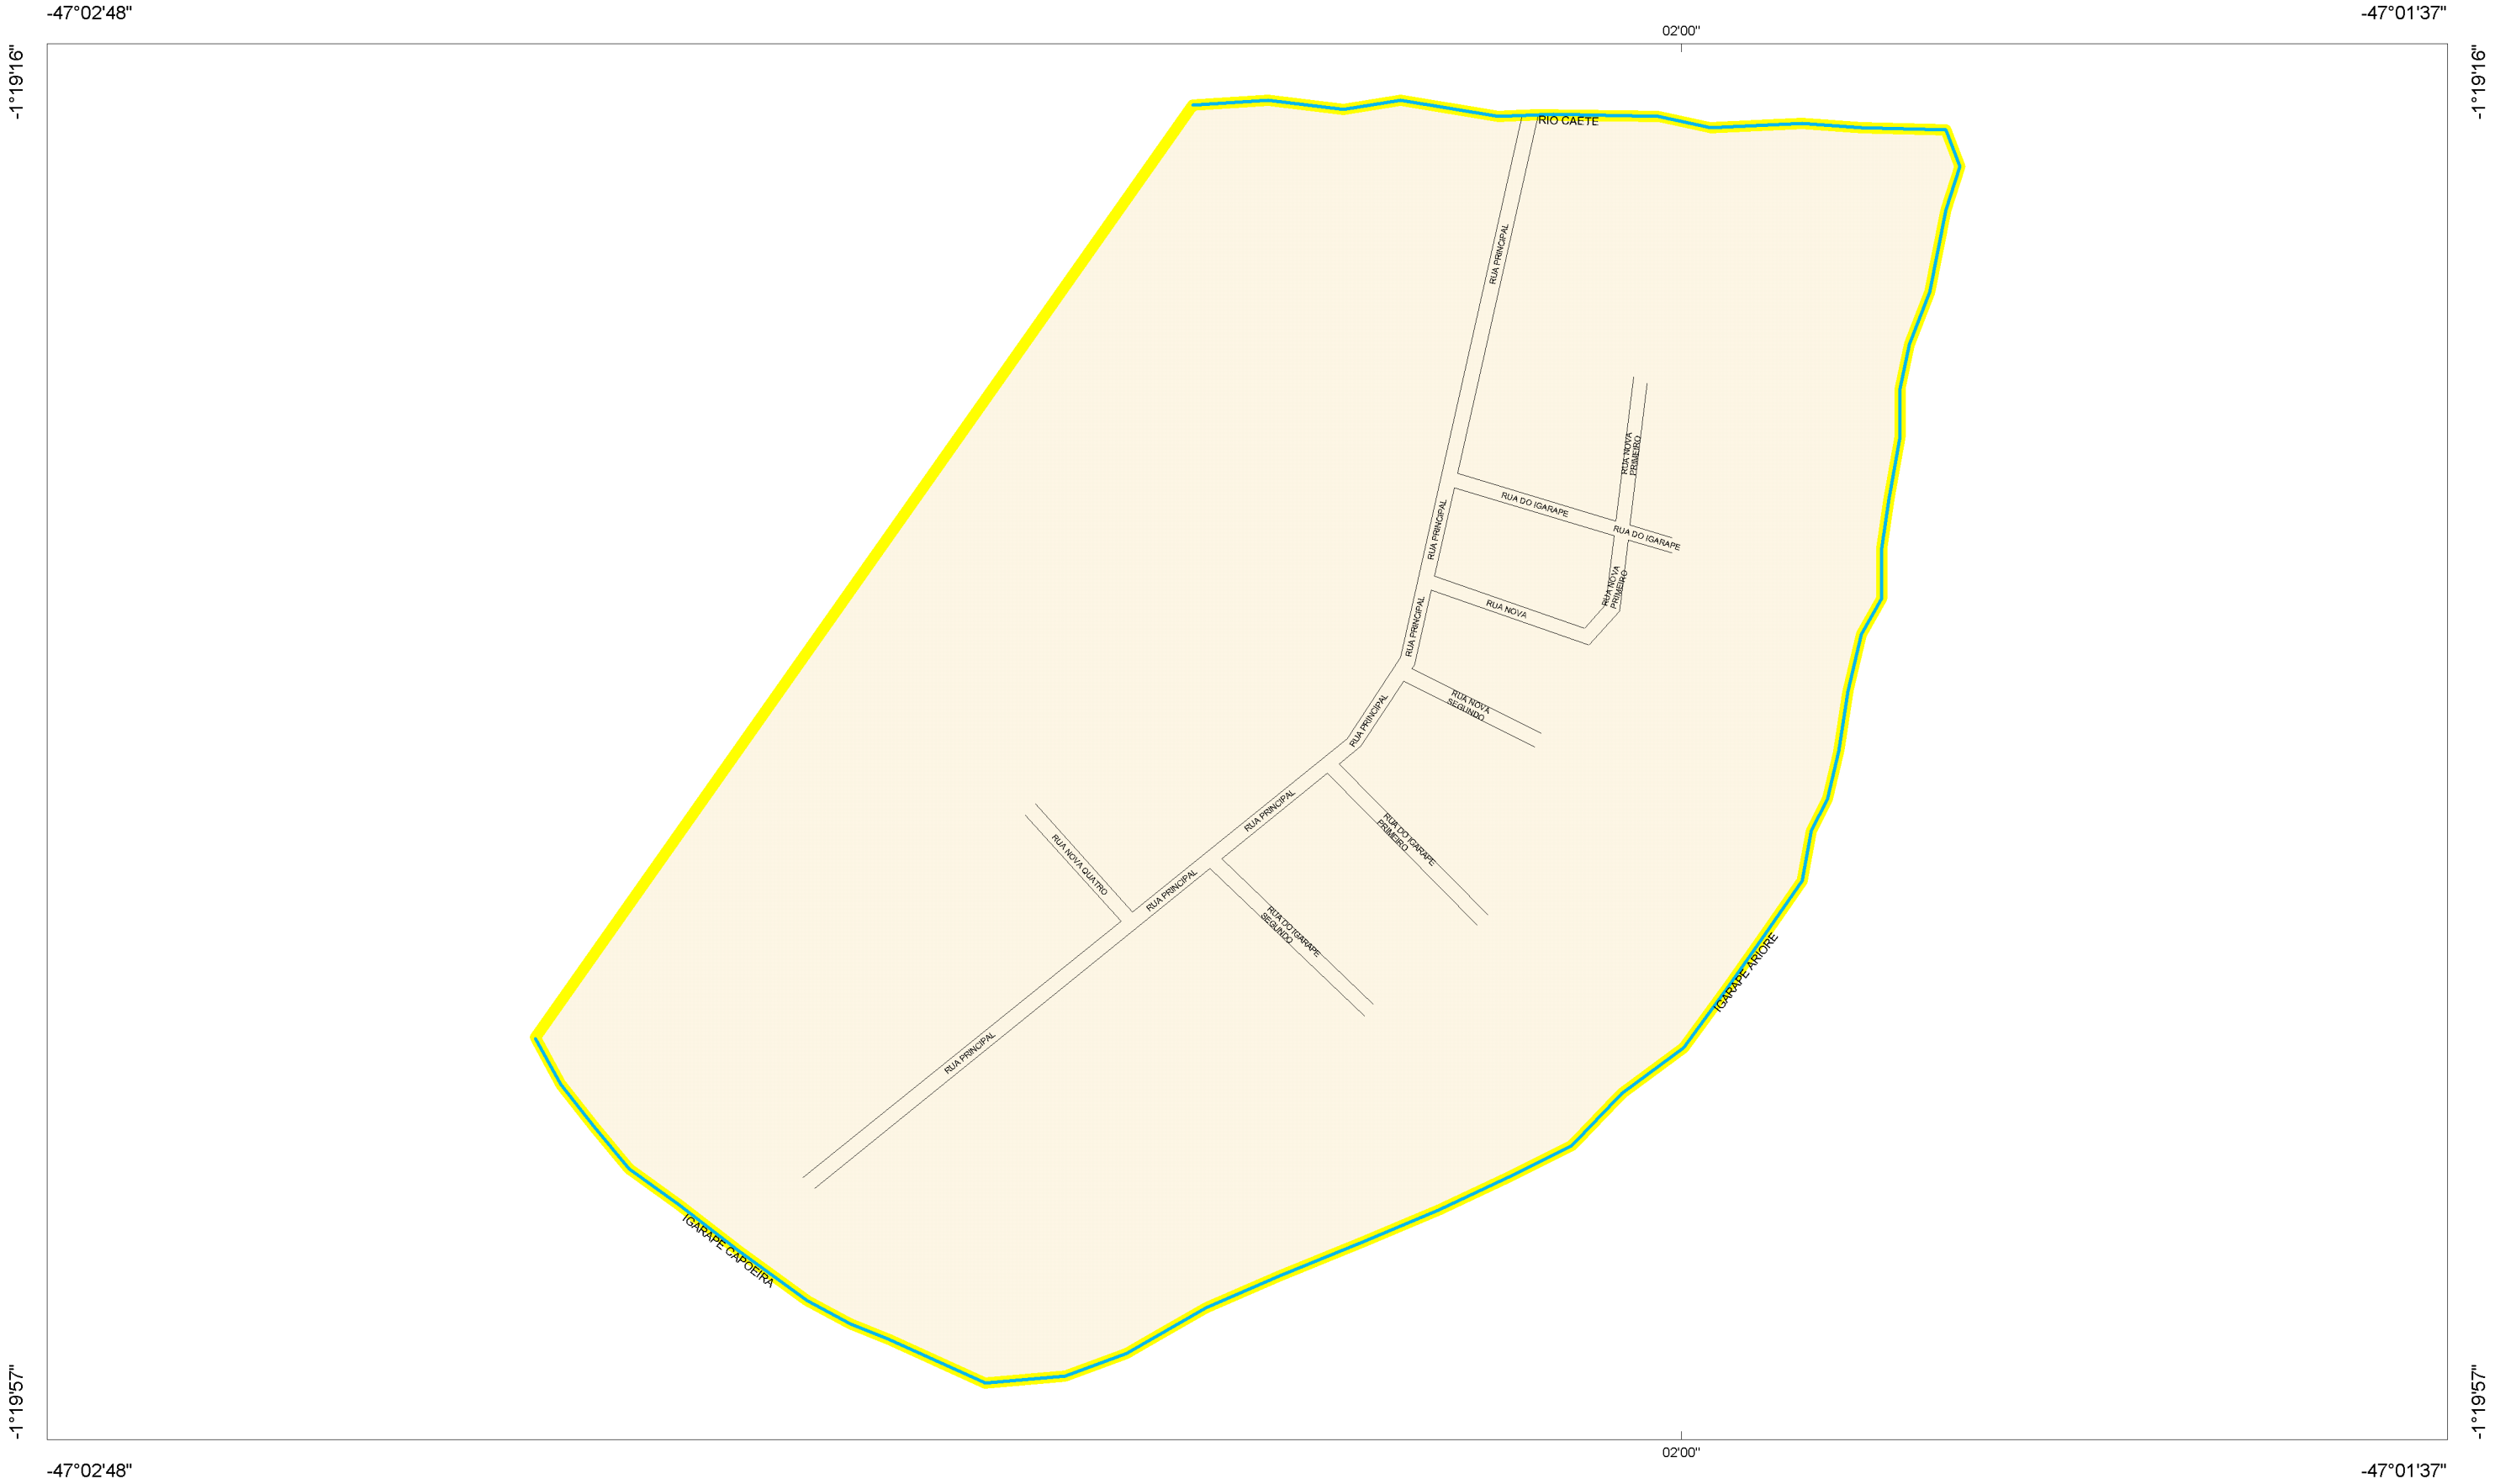 -47°02'48"
-47°01'37"
02'00"
-1°19'16"
-1°19'16"
RIO CAETE
RUA PRINCIPAL
RUA NOVA
PRIMEIRO
RUA DO IGARAPE
RUA PRINCIPAL
RUA DO IGARAPE
RUA NOVA
PRIMEIRO
RUA NOVA
RUA PRINCIPAL
RUA NOVA
SEGUNDO
RUA PRINCIPAL
RUA PRINCIPAL
RUA DO IGARAPE
PRIMEIRO
RUA NOVA QUATRO
RUA PRINCIPAL
RUA DO IGARAPE
SEGUNDO
IGARAPE ARIORE
RUA PRINCIPAL
IGARAPE CAPOEIRA
-1°19'57"
-1°19'57"
02'00"
-47°02'48"
-47°01'37"